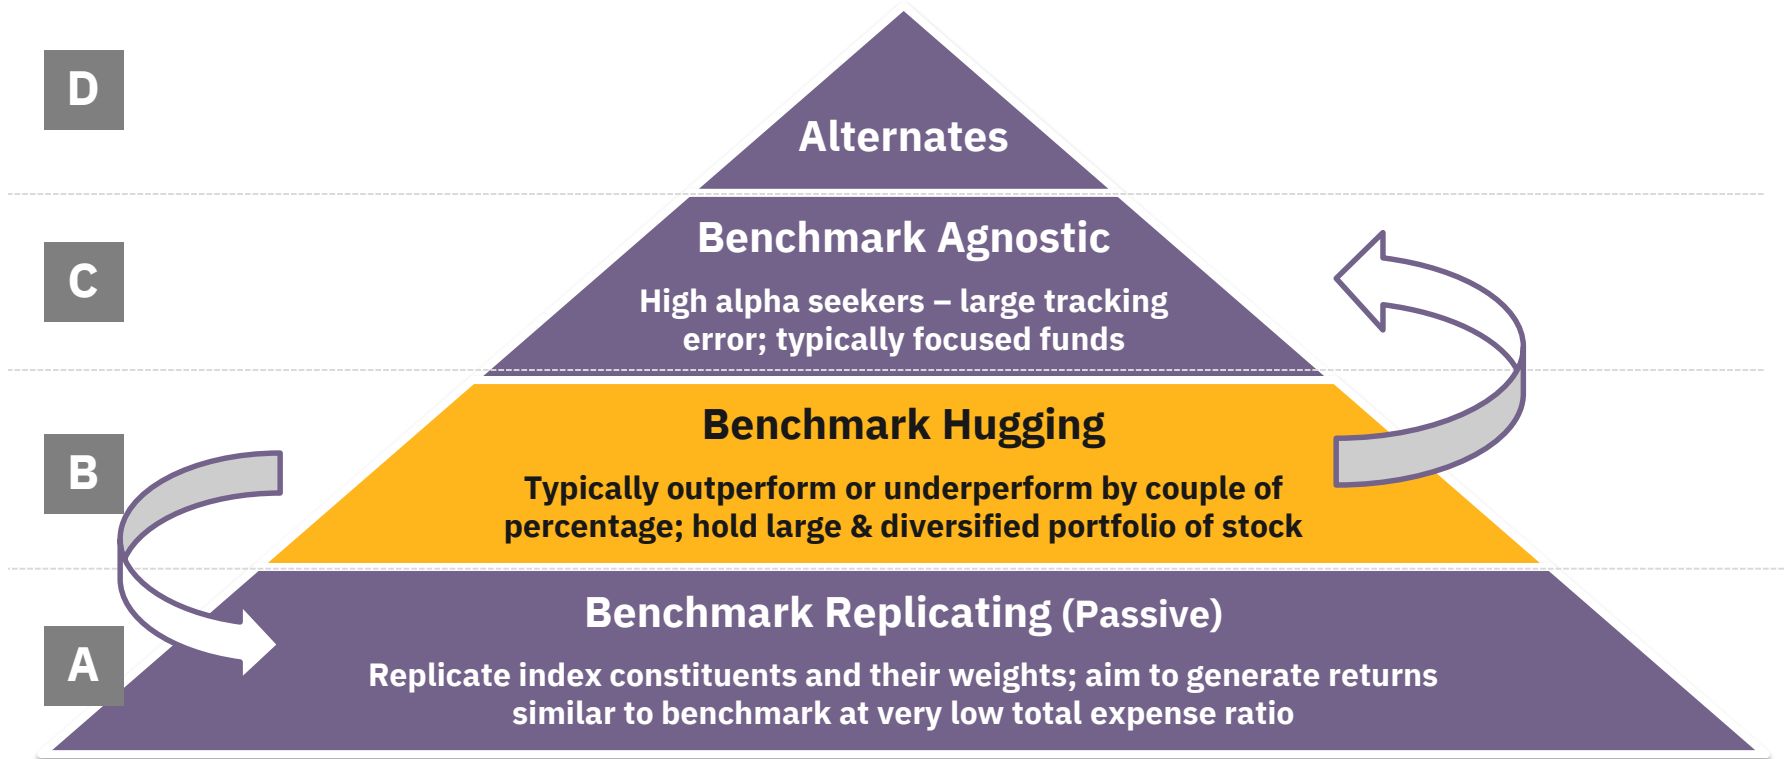 D
Alternates
C
Benchmark Agnostic
High alpha seekers – large tracking
error; typically focused funds
B
Benchmark Hugging
Typically outperform or underperform by couple of
percentage; hold large & diversified portfolio of stock
A
Benchmark Replicating (Passive)
Replicate index constituents and their weights; aim to generate returns
similar to benchmark at very low total expense ratio